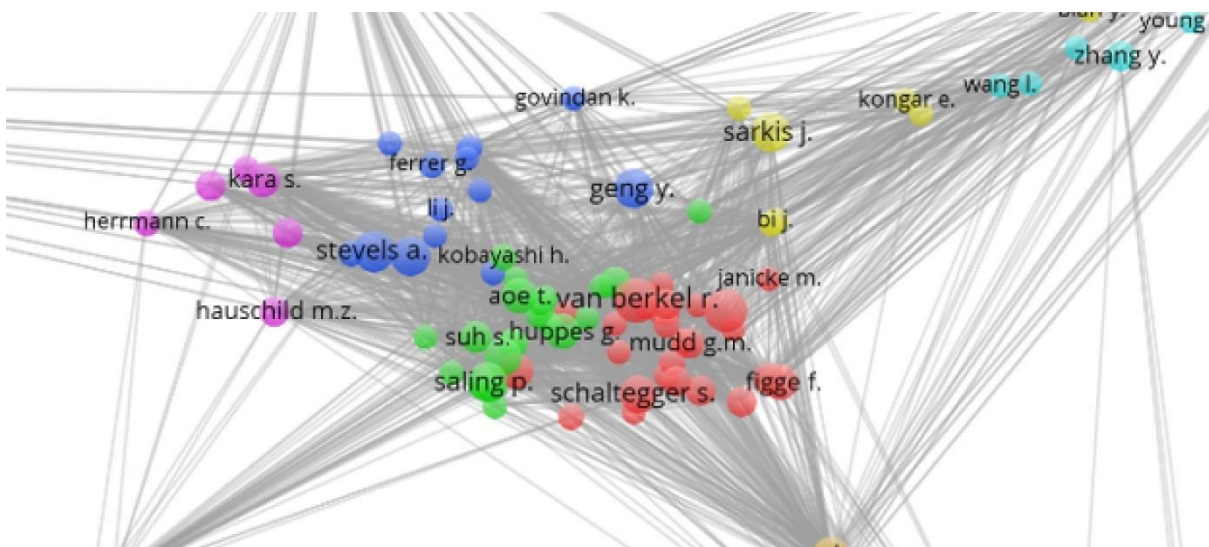 young
zhang y.
wang l.
govindan k.
kongar e.
sarkis j.
ferrer g.
kara s.
geng y.
li j.
herrmann c.
bi j.
stevels a.
kobayashi h.
janicke m.
aoe t.
van berkel r.
hauschild m.z.
suh s.
huppes g.
mudd g.m.
saling p.
schaltegger s.
figge f.